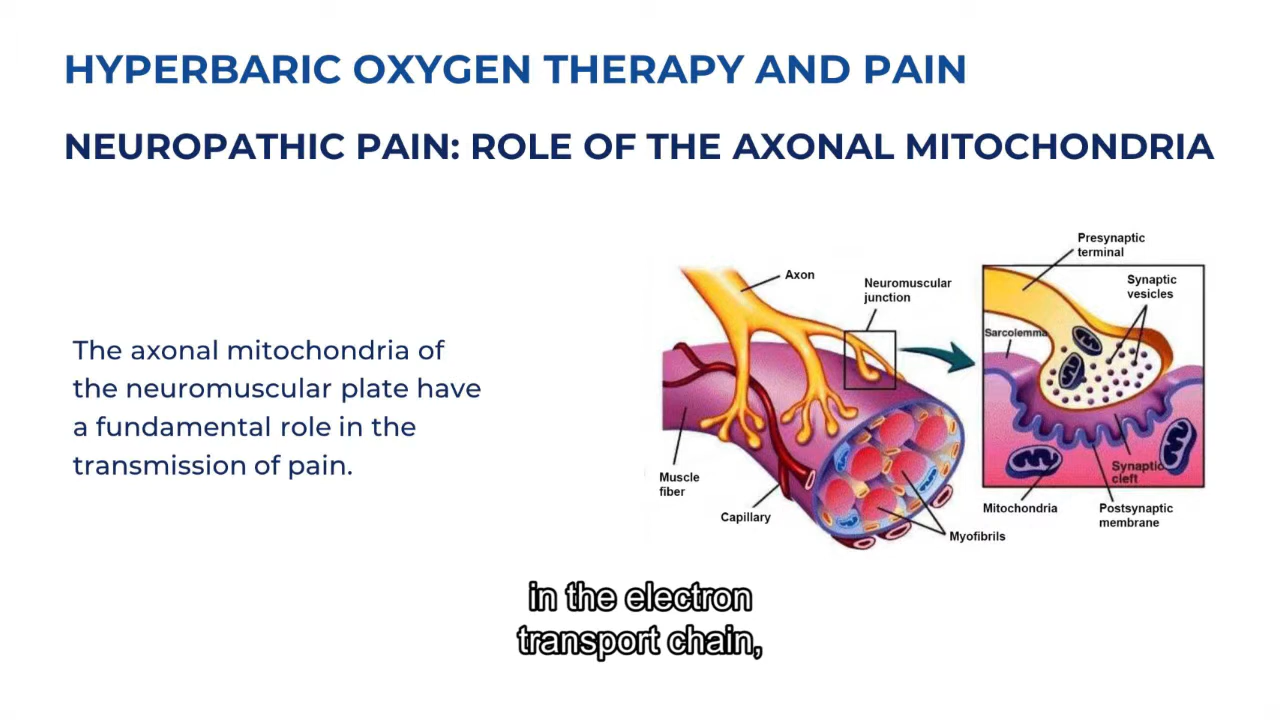 HYPERBARIC OXYGEN THERAPY AND PAIN
NEUROPATHIC PAIN: ROLE OF THE AXONAL MITOCHONDRIA
The axonal mitochondria of
the neuromuscular plate have
a fundamental role in the
transmission of pain.
Axon
Neuromuscular
junction
Muscle
fiber
Capillary
Myofibrils
Presynaptic
terminal
Synaptic
vesicles
Sarcolemma
Synaptic
cleft
Mitochondria
Postsynaptic
membrane
in the electron
transport chain,